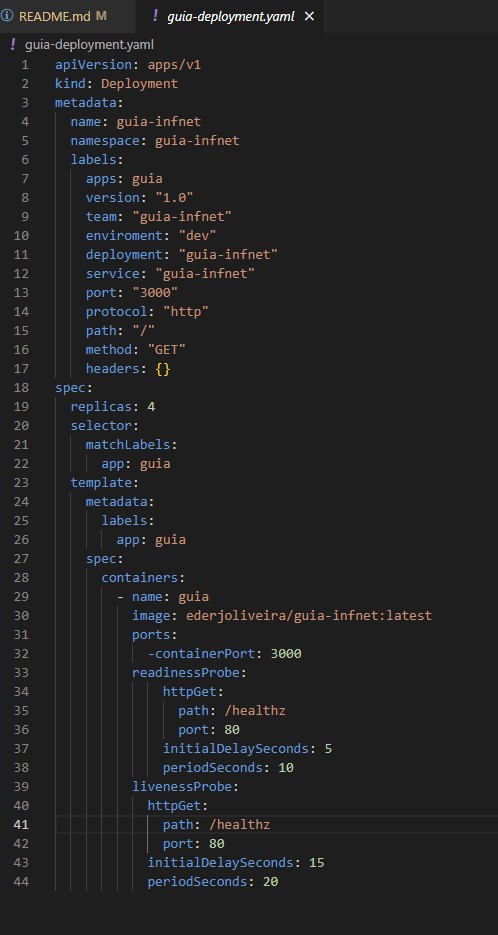 README.md M ! guia-deployment.yaml ×
! guia-deployment.yaml
1 apiVersion: apps/v1
2 kind: Deployment
3 metadata:
4   name: guia-infnet
5   namespace: guia-infnet
6   labels:
7     apps: guia
8     version: "1.0"
9     team: "guia-infnet"
10     enviroment: "dev"
11     deployment: "guia-infnet"
12     service: "guia-infnet"
13     port: "3000"
14     protocol: "http"
15     path: "/"
16     method: "GET"
17     headers: {}
18 spec:
19   replicas: 4
20   selector:
21     matchLabels:
22       app: guia
23   template:
24     metadata:
25       labels:
26         app: guia
27     spec:
28       containers:
29         - name: guia
30           image: ederjoliveira/guia-infnet:latest
31           ports:
32             -containerPort: 3000
33           readinessProbe:
34               httpGet:
35                 path: /healthz
36                 port: 80
37               initialDelaySeconds: 5
38               periodSeconds: 10
39           livenessProbe:
40             httpGet:
41               path: /healthz
42               port: 80
43             initialDelaySeconds: 15
44             periodSeconds: 20